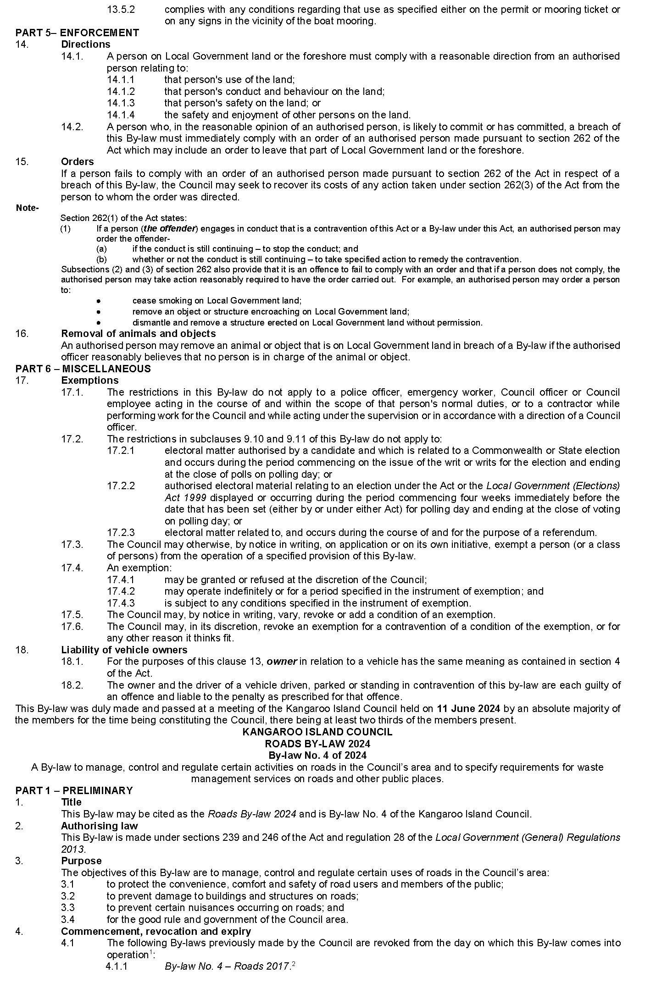 13.5.2 complies with any conditions regarding that use as specified either on the permit or mooring ticket or
on any signs in the vicinity of the boat mooring.
PART 5– ENFORCEMENT
14. Directions
14.1. A person on Local Government land or the foreshore must comply with a reasonable direction from an authorised
person relating to:
14.1.1 that person's use of the land;
14.1.2 that person's conduct and behaviour on the land;
14.1.3 that person's safety on the land; or
14.1.4 the safety and enjoyment of other persons on the land.
14.2. A person who, in the reasonable opinion of an authorised person, is likely to commit or has committed, a breach of
this By-law must immediately comply with an order of an authorised person made pursuant to section 262 of the
Act which may include an order to leave that part of Local Government land or the foreshore.
15. Orders
If a person fails to comply with an order of an authorised person made pursuant to section 262 of the Act in respect of a
breach of this By-law, the Council may seek to recover its costs of any action taken under section 262(3) of the Act from the
person to whom the order was directed.
Note-
Section 262(1) of the Act states:
(1) If a person (the offender) engages in conduct that is a contravention of this Act or a By-law under this Act, an authorised person may
order the offender-
(a) if the conduct is still continuing – to stop the conduct; and
(b) whether or not the conduct is still continuing – to take specified action to remedy the contravention.
Subsections (2) and (3) of section 262 also provide that it is an offence to fail to comply with an order and that if a person does not comply, the
authorised person may take action reasonably required to have the order carried out. For example, an authorised person may order a person
to:
• cease smoking on Local Government land;
• remove an object or structure encroaching on Local Government land;
• dismantle and remove a structure erected on Local Government land without permission.
16. Removal of animals and objects
An authorised person may remove an animal or object that is on Local Government land in breach of a By-law if the authorised
officer reasonably believes that no person is in charge of the animal or object.
PART 6 – MISCELLANEOUS
17. Exemptions
17.1. The restrictions in this By-law do not apply to a police officer, emergency worker, Council officer or Council
employee acting in the course of and within the scope of that person's normal duties, or to a contractor while
performing work for the Council and while acting under the supervision or in accordance with a direction of a Council
officer.
17.2. The restrictions in subclauses 9.10 and 9.11 of this By-law do not apply to:
17.2.1 electoral matter authorised by a candidate and which is related to a Commonwealth or State election
and occurs during the period commencing on the issue of the writ or writs for the election and ending
at the close of polls on polling day; or
17.2.2 authorised electoral material relating to an election under the Act or the Local Government (Elections)
Act 1999 displayed or occurring during the period commencing four weeks immediately before the
date that has been set (either by or under either Act) for polling day and ending at the close of voting
on polling day; or
17.2.3 electoral matter related to, and occurs during the course of and for the purpose of a referendum.
17.3. The Council may otherwise, by notice in writing, on application or on its own initiative, exempt a person (or a class
of persons) from the operation of a specified provision of this By-law.
17.4. An exemption:
17.4.1 may be granted or refused at the discretion of the Council;
17.4.2 may operate indefinitely or for a period specified in the instrument of exemption; and
17.4.3 is subject to any conditions specified in the instrument of exemption.
17.5. The Council may, by notice in writing, vary, revoke or add a condition of an exemption.
17.6. The Council may, in its discretion, revoke an exemption for a contravention of a condition of the exemption, or for
any other reason it thinks fit.
18. Liability of vehicle owners
18.1. For the purposes of this clause 13, owner in relation to a vehicle has the same meaning as contained in section 4
of the Act.
18.2. The owner and the driver of a vehicle driven, parked or standing in contravention of this by-law are each guilty of
an offence and liable to the penalty as prescribed for that offence.
This By-law was duly made and passed at a meeting of the Kangaroo Island Council held on 11 June 2024 by an absolute majority of
the members for the time being constituting the Council, there being at least two thirds of the members present.
KANGAROO ISLAND COUNCIL
ROADS BY-LAW 2024
By-law No. 4 of 2024
A By-law to manage, control and regulate certain activities on roads in the Council’s area and to specify requirements for waste
management services on roads and other public places.
PART 1 – PRELIMINARY
1. Title
This By-law may be cited as the Roads By-law 2024 and is By-law No. 4 of the Kangaroo Island Council.
2. Authorising law
This By-law is made under sections 239 and 246 of the Act and regulation 28 of the Local Government (General) Regulations
2013.
3. Purpose
The objectives of this By-law are to manage, control and regulate certain uses of roads in the Council’s area:
3.1 to protect the convenience, comfort and safety of road users and members of the public;
3.2 to prevent damage to buildings and structures on roads;
3.3 to prevent certain nuisances occurring on roads; and
3.4 for the good rule and government of the Council area.
4. Commencement, revocation and expiry
4.1 The following By-laws previously made by the Council are revoked from the day on which this By-law comes into
operation¹:
4.1.1 By-law No. 4 – Roads 2017.²